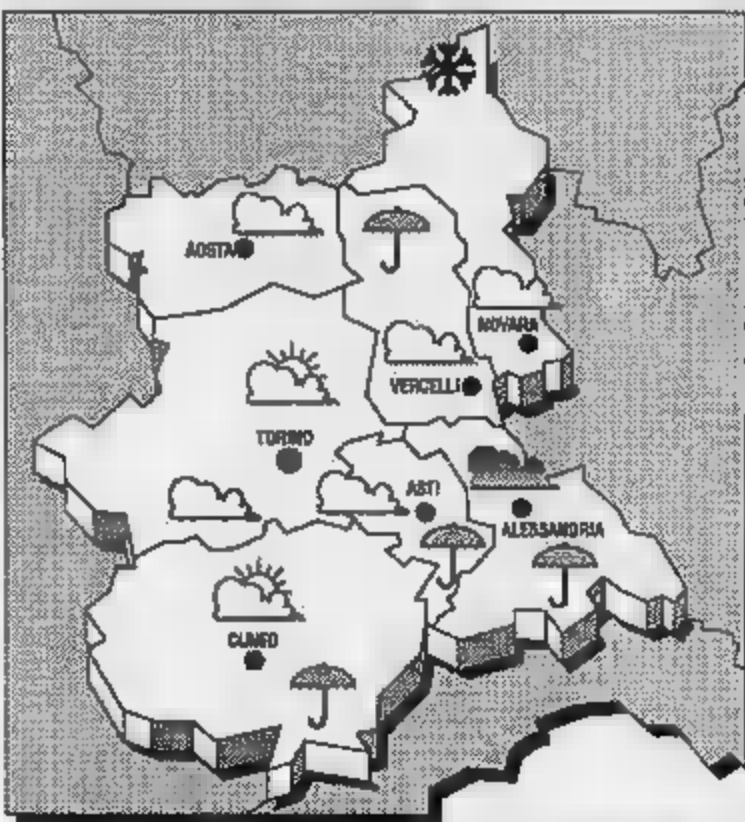 AOSTA
NOVARA
VERCELLI
TORINO
ASTI
ALESSANDRIA
CUNEO